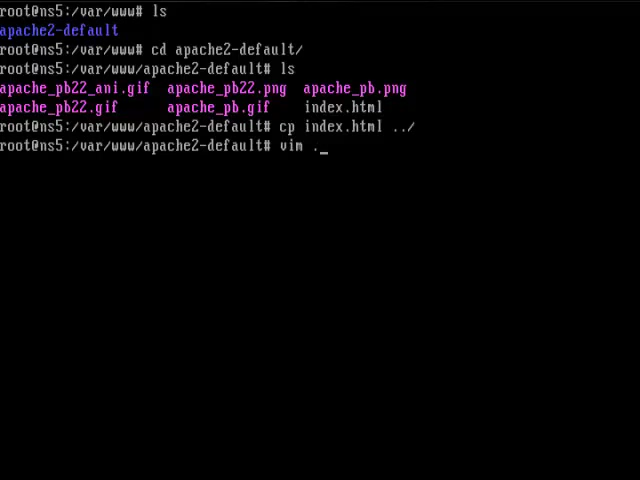 root@ns5:/var/www# ls
apache2-default
root@ns5:/var/www# cd apache2-default/
root@ns5:/var/www/apache2-default# ls
apache_pb22_ani.gif  apache_pb22.png  apache_pb.png
apache_pb22.gif      apache_pb.gif    index.html
root@ns5:/var/www/apache2-default# cp index.html ../
root@ns5:/var/www/apache2-default# vim ._